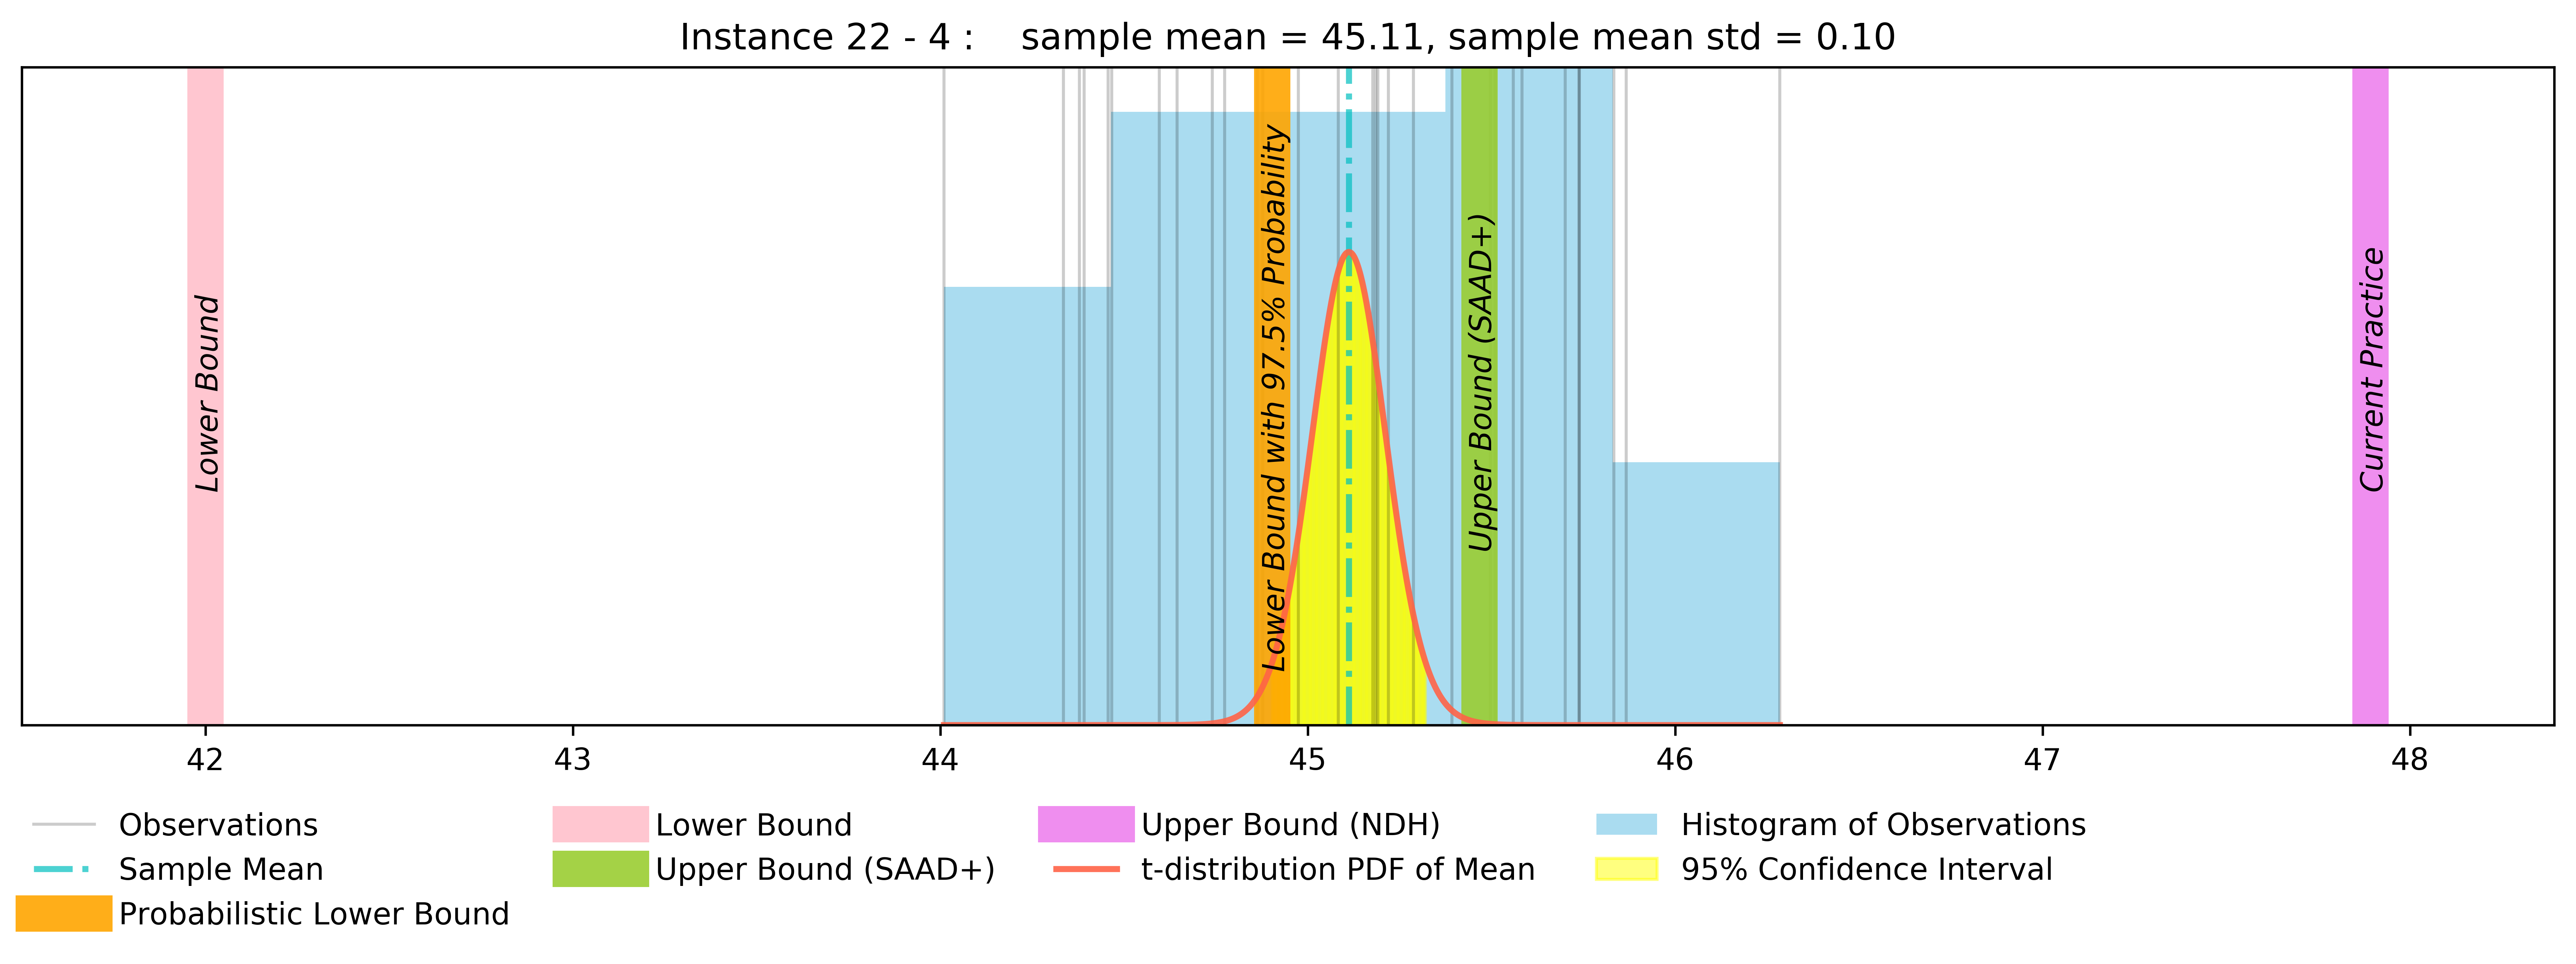 Instance 22 - 4 :    sample mean = 45.11, sample mean std = 0.10
Lower Bound
Lower Bound with 97.5% Probability
Upper Bound (SAAD+)
Current Practice
42 43 44 45 46 47 48
Observations
Sample Mean
Probabilistic Lower Bound
Lower Bound
Upper Bound (SAAD+)
Upper Bound (NDH)
t-distribution PDF of Mean
Histogram of Observations
95% Confidence Interval